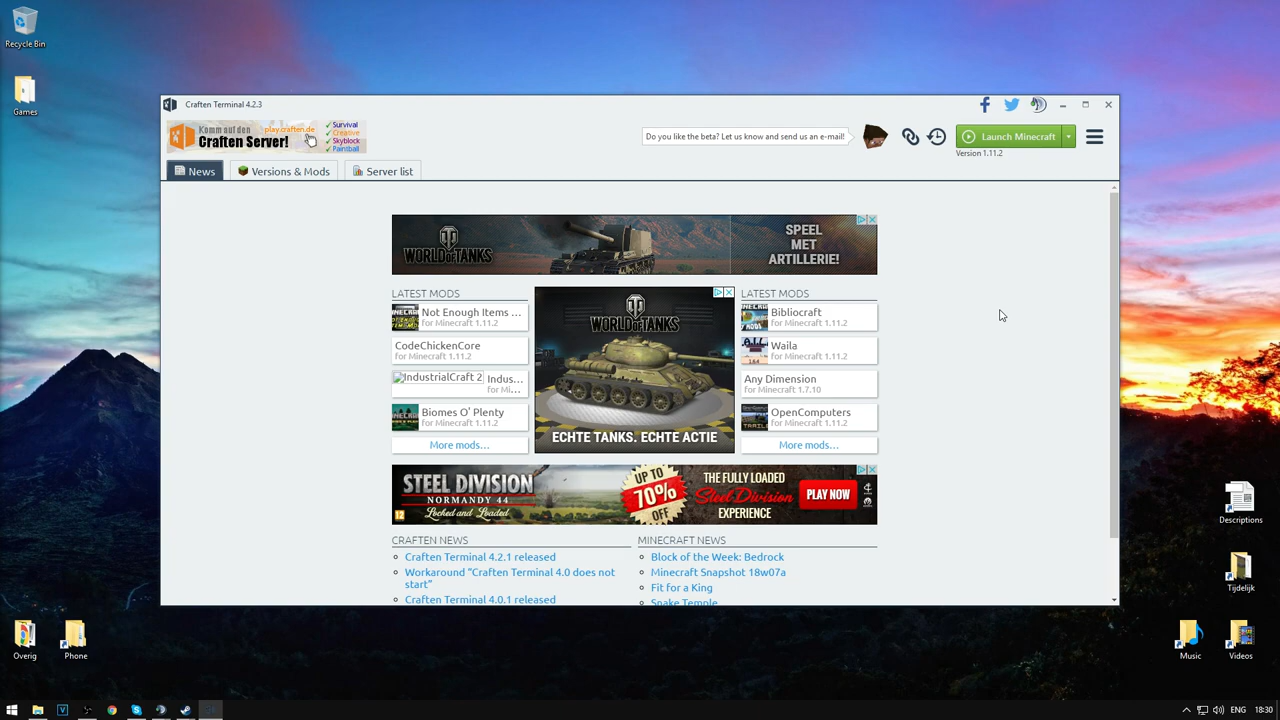 Recycle Bin
Games
Craften Terminal 4.2.3
Komm auf den
play.craften.de
Craften Server!
Survival
Creative
Skyblock
Paintball
Do you like the beta? Let us know and send us an e-mail!
Launch Minecraft
Version 1.11.2
News
Versions & Mods
Server list
WORLD OF TANKS
SPEEL
MET
ARTILLERIE!
LATEST MODS
Not Enough Items ...
for Minecraft 1.11.2
CodeChickenCore
for Minecraft 1.11.2
IndustrialCraft 2
Indus...
for Mi...
Biomes O' Plenty
for Minecraft 1.11.2
More mods...
WORLD OF TANKS
ECHTE TANKS. ECHTE ACTIE
LATEST MODS
Bibliocraft
for Minecraft 1.11.2
Waila
for Minecraft 1.11.2
Any Dimension
for Minecraft 1.7.10
OpenComputers
for Minecraft 1.11.2
More mods...
STEEL DIVISION
NORMANDY 44
Locked and Loaded
UP TO
70%
OFF
THE FULLY LOADED
Steel Division
EXPERIENCE
PLAY NOW
CRAFTEN NEWS
Craften Terminal 4.2.1 released
Workaround "Craften Terminal 4.0 does not
start"
Craften Terminal 4.0.1 released
MINECRAFT NEWS
Block of the Week: Bedrock
Minecraft Snapshot 18w07a
Fit for a King
Snake Temple
Descriptions
Tijdelijk
Overig
Phone
Music
Videos
ENG
18:30